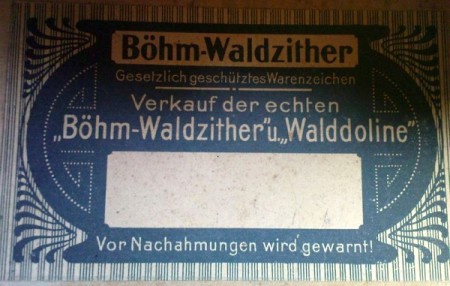 Böhm-Waldzither
Gesetzlich geschütztes Warenzeichen
Verkauf der echten
„Böhm-Waldzither" u. „Walddoline"
Vor Nachahmungen wird gewarnt!